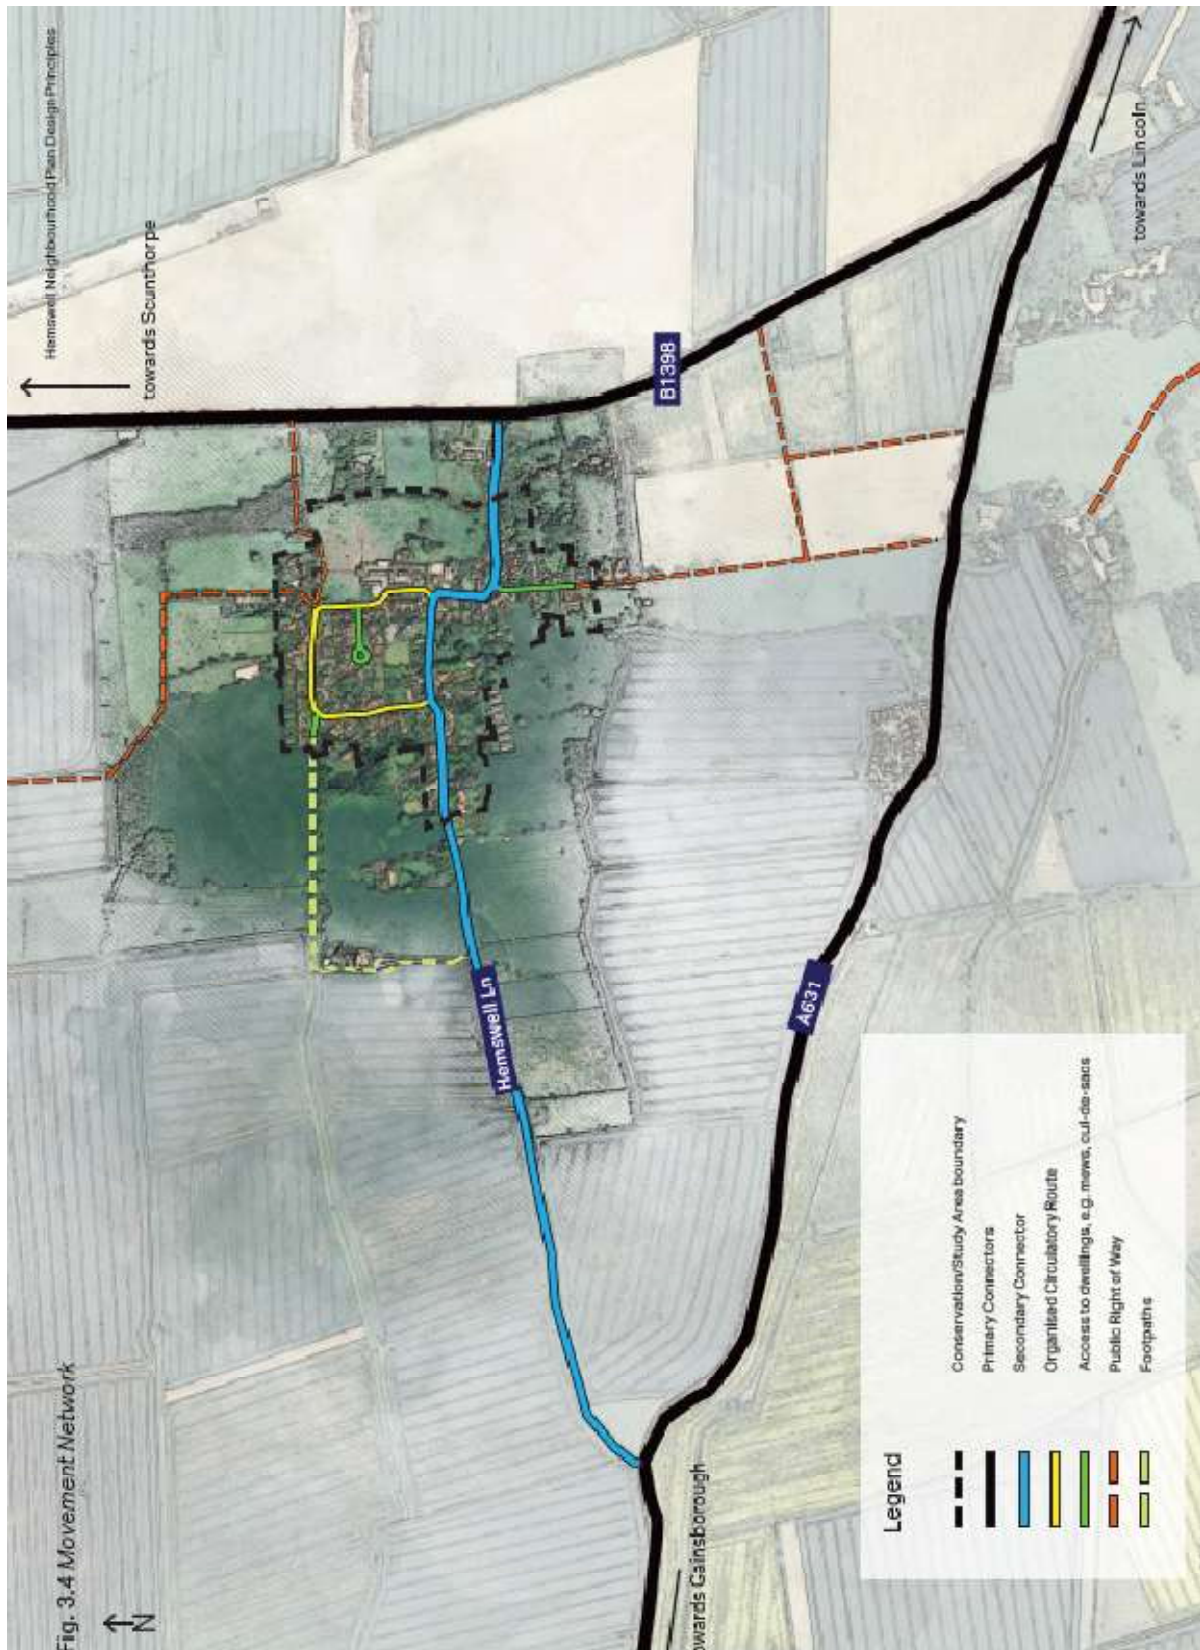 Hemswell Neighbourhood Plan Design Principles
Fig. 3.4 Movement Network
N
towards Scunthorpe
B1398
towards Lincoln
Hemswell Ln
A631
towards Gainsborough
Legend
Conservation/Study Area boundary
Primary Connectors
Secondary Connector
Organised Circulatory Route
Access to dwellings, e.g. mews, cul-de-sacs
Public Right of Way
Footpaths